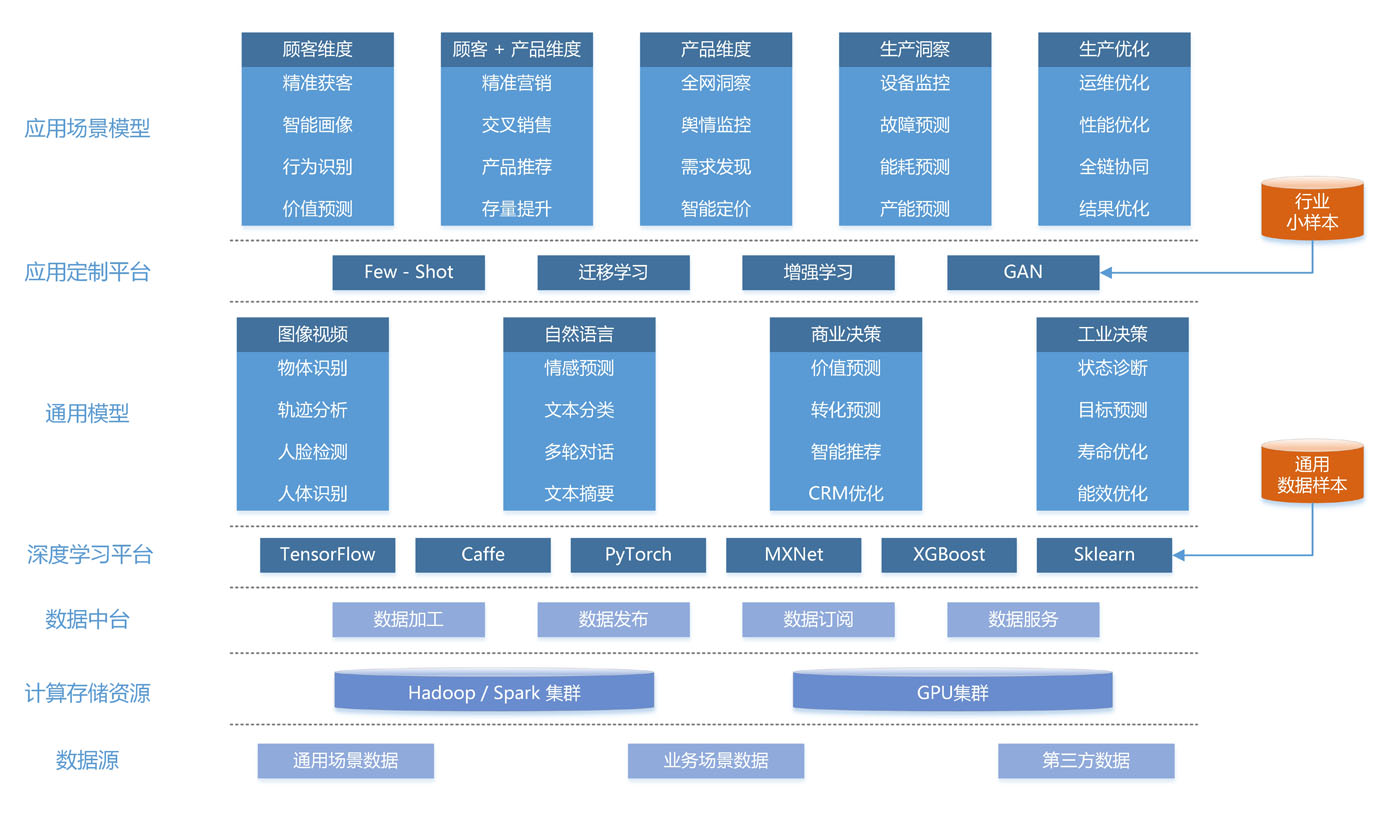 应用场景模型
顾客维度
精准获客
智能画像
行为识别
价值预测
顾客 + 产品维度
精准营销
交叉销售
产品推荐
存量提升
产品维度
全网洞察
舆情监控
需求发现
智能定价
生产洞察
设备监控
故障预测
能耗预测
产能预测
生产优化
运维优化
性能优化
全链协同
结果优化
行业
小样本
应用定制平台
Few - Shot
迁移学习
增强学习
GAN
通用模型
图像视频
物体识别
轨迹分析
人脸检测
人体识别
自然语言
情感预测
文本分类
多轮对话
文本摘要
商业决策
价值预测
转化预测
智能推荐
CRM优化
工业决策
状态诊断
目标预测
寿命优化
能效优化
通用
数据样本
深度学习平台
TensorFlow
Caffe
PyTorch
MXNet
XGBoost
Sklearn
数据中台
数据加工
数据发布
数据订阅
数据服务
计算存储资源
Hadoop / Spark 集群
GPU集群
数据源
通用场景数据
业务场景数据
第三方数据